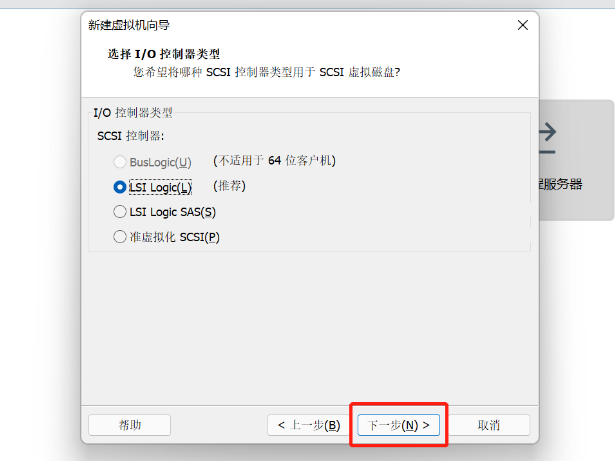 新建虚拟机向导
选择 I/O 控制器类型
您希望将哪种 SCSI 控制器类型用于 SCSI 虚拟磁盘?
I/O 控制器类型
SCSI 控制器:
BusLogic(U) (不适用于 64 位客户机)
LSI Logic(L) (推荐)
LSI Logic SAS(S)
准虚拟化 SCSI(P)
服务器
帮助 < 上一步(B) 下一步(N) > 取消